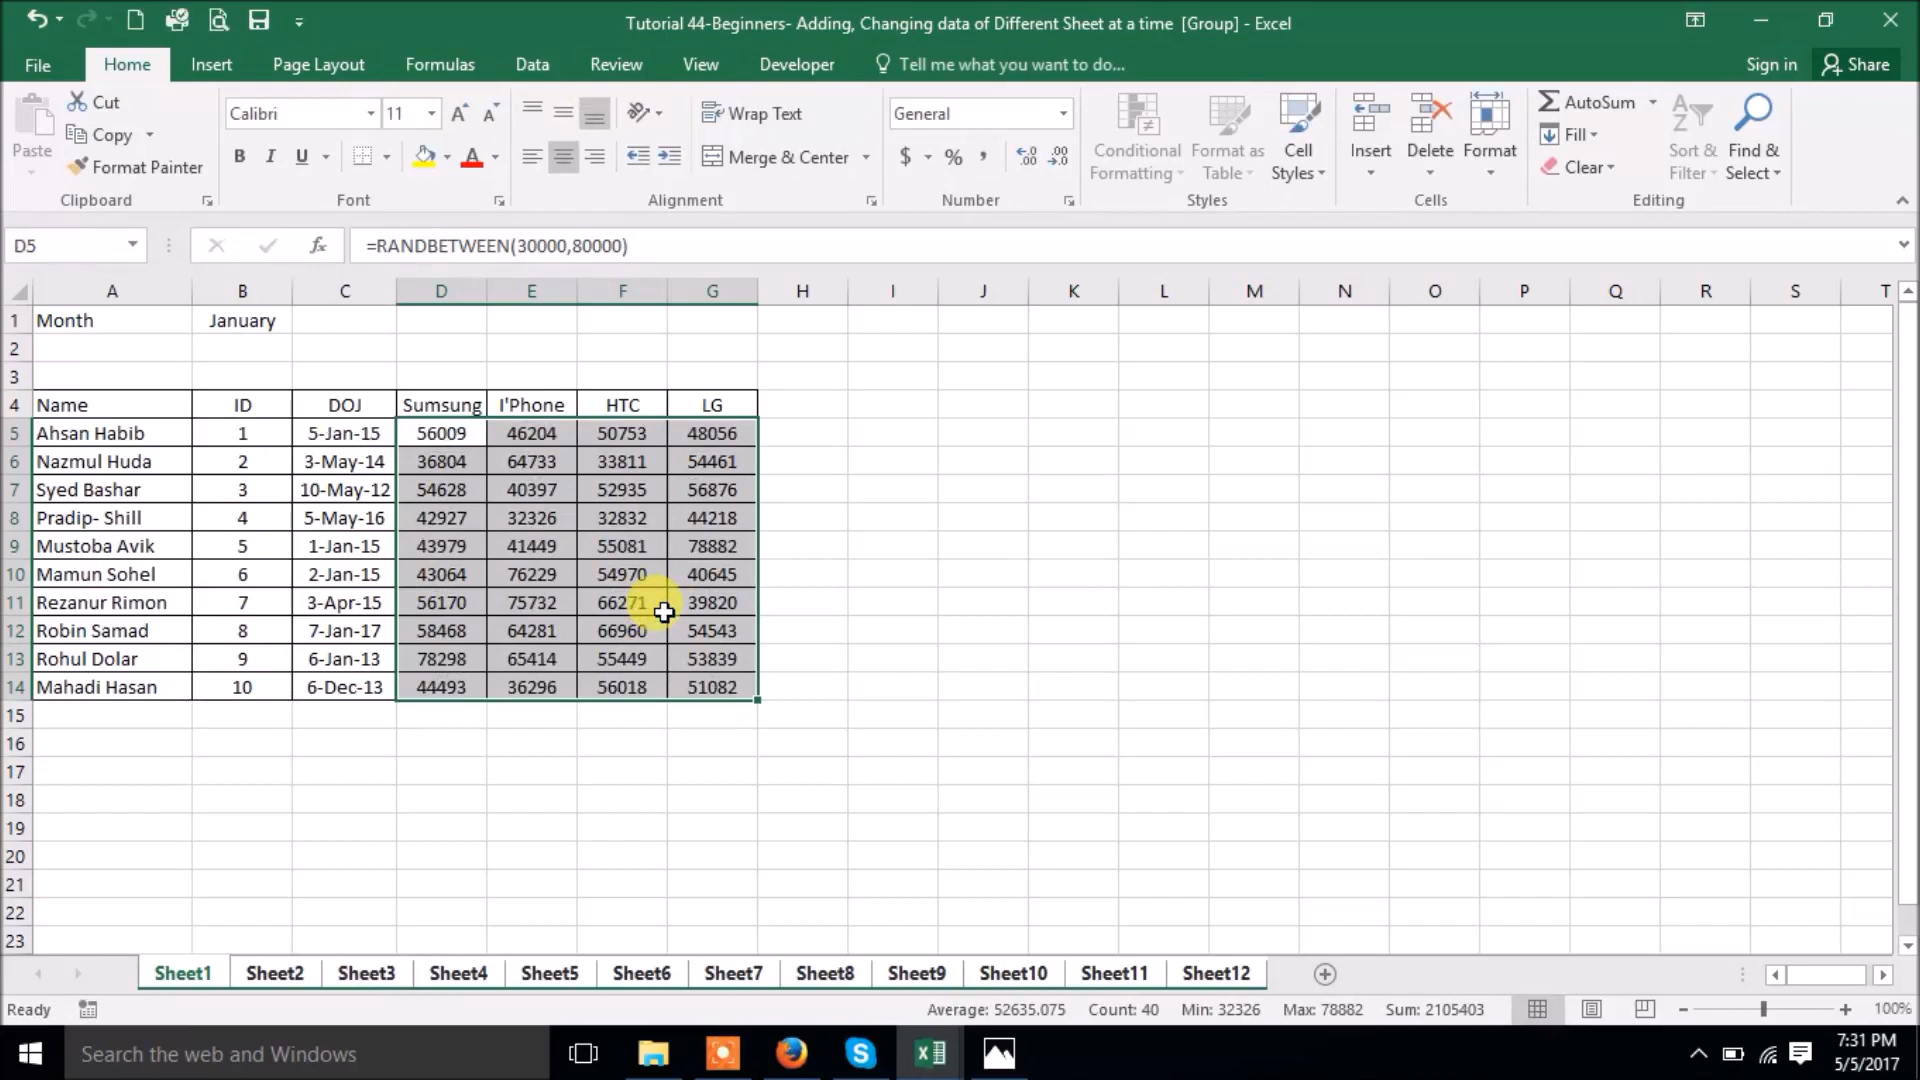 Tutorial 44-Beginners- Adding, Changing data of Different Sheet at a time [Group] - Excel
File Home Insert Page Layout Formulas Data Review View Developer Tell me what you want to do... Sign in Share
Paste
Cut
Copy
Format Painter
Clipboard
Calibri 11
B I U
Font
Wrap Text
Merge & Center
Alignment
General
$ % ,
Number
Conditional Formatting
Format as Table
Cell Styles
Styles
Insert
Delete
Format
Cells
AutoSum
Fill
Clear
Sort & Filter
Find & Select
Editing
D5 fx =RANDBETWEEN(30000,80000)
A B C D E F G H I J K L M N O P Q R S T
1 Month January
2
3
4 Name ID DOJ Sumsung I'Phone HTC LG
5 Ahsan Habib 1 5-Jan-15 56009 46204 50753 48056
6 Nazmul Huda 2 3-May-14 36804 64733 33811 54461
7 Syed Bashar 3 10-May-12 54628 40397 52935 56876
8 Pradip- Shill 4 5-May-16 42927 32326 32832 44218
9 Mustoba Avik 5 1-Jan-15 43979 41449 55081 78882
10 Mamun Sohel 6 2-Jan-15 43064 76229 54970 40645
11 Rezanur Rimon 7 3-Apr-15 56170 75732 66271 39820
12 Robin Samad 8 7-Jan-17 58468 64281 66960 54543
13 Rohul Dolar 9 6-Jan-13 78298 65414 55449 53839
14 Mahadi Hasan 10 6-Dec-13 44493 36296 56018 51082
15
16
17
18
19
20
21
22
23
Sheet1 Sheet2 Sheet3 Sheet4 Sheet5 Sheet6 Sheet7 Sheet8 Sheet9 Sheet10 Sheet11 Sheet12
Ready Average: 52635.075 Count: 40 Min: 32326 Max: 78882 Sum: 2105403 100%
Search the web and Windows
7:31 PM
5/5/2017